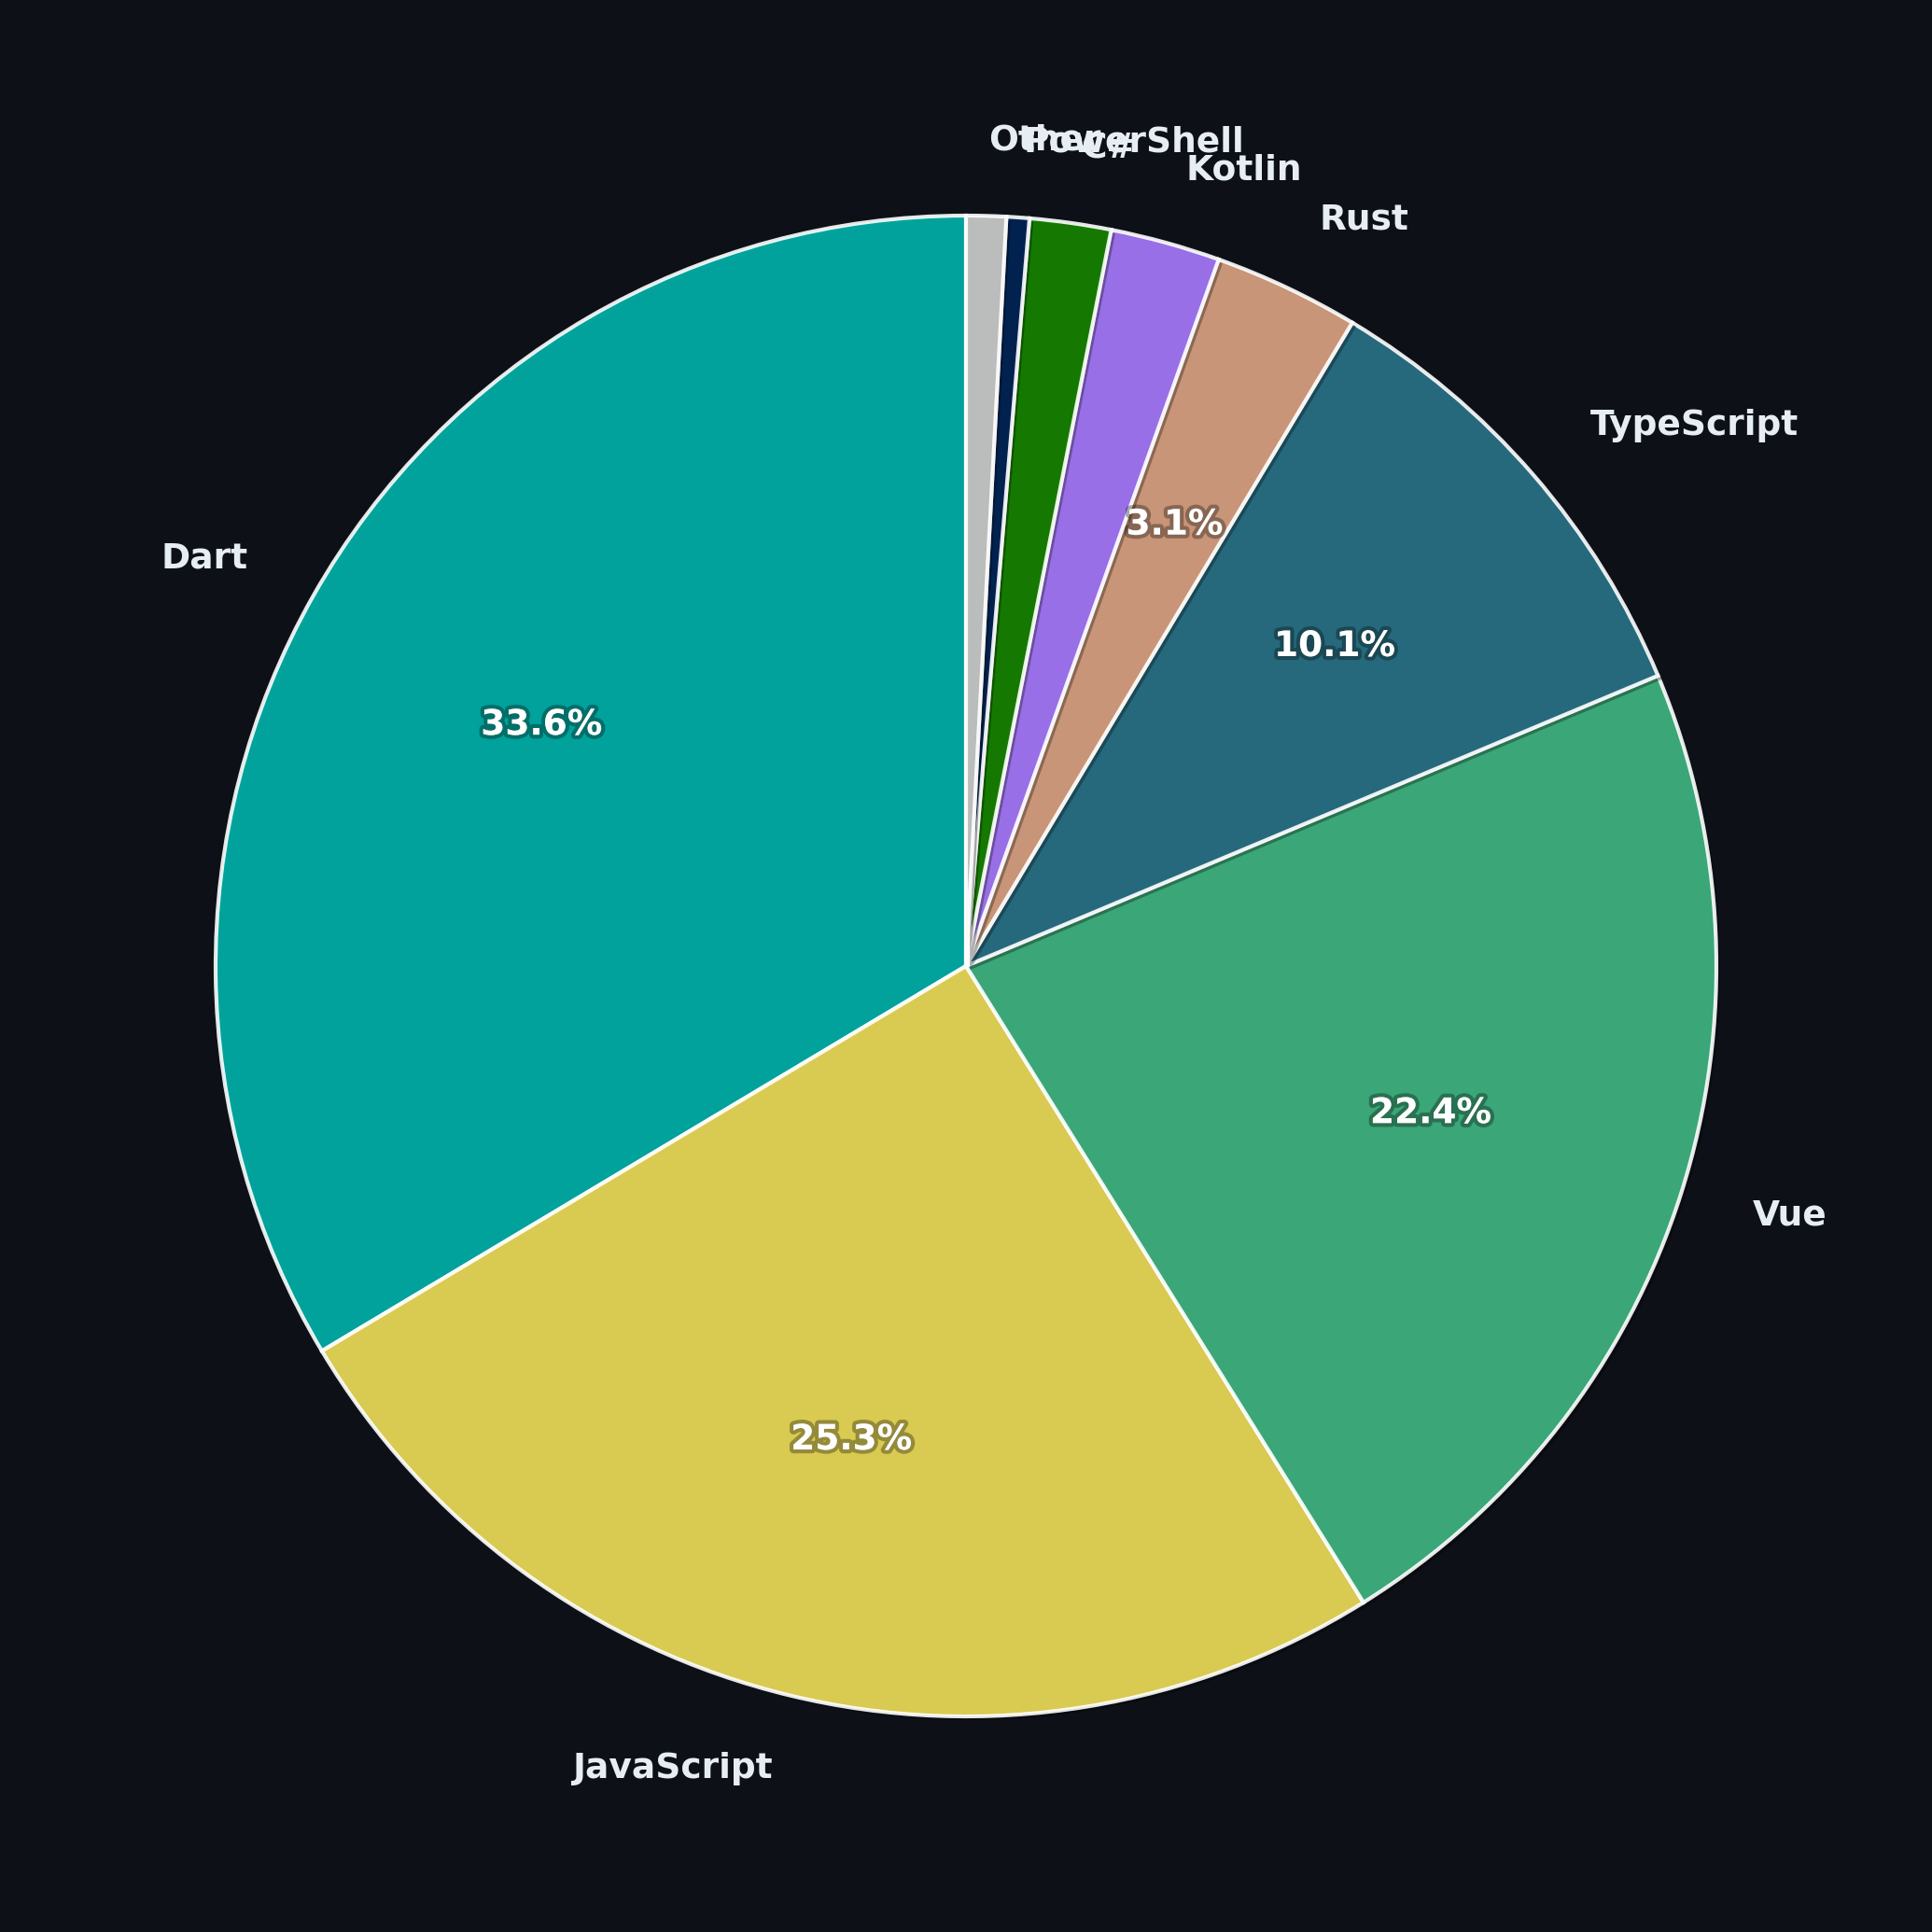 Other
PowerShell
C#
Kotlin
Rust
TypeScript
3.1%
Dart
10.1%
33.6%
22.4%
Vue
25.3%
JavaScript